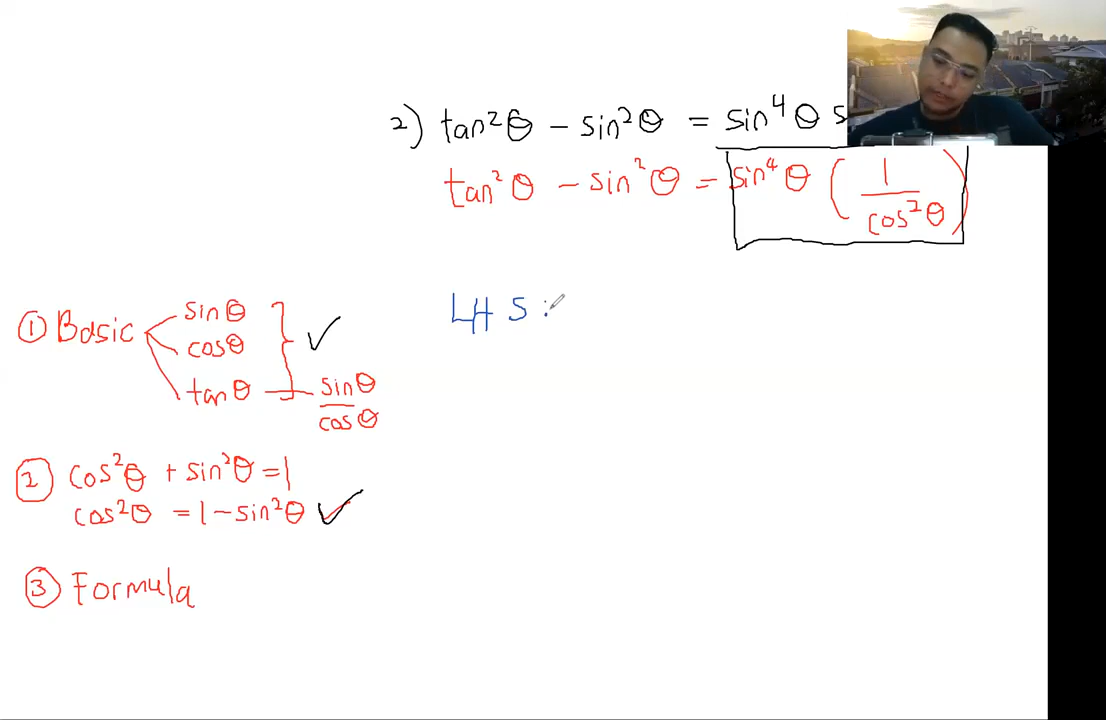 2) tan²θ − sin²θ = sin⁴θ s
tan²θ − sin²θ = sin⁴θ (1/cos²θ)
LHS :
① Basic
sinθ
cosθ
tanθ — sinθ/cosθ
② cos²θ + sin²θ = 1
cos²θ = 1 − sin²θ ✓
③ Formula